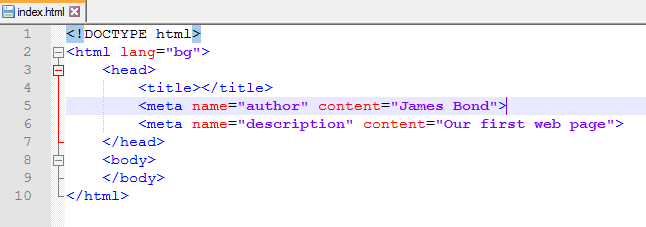 index.html
1 <!DOCTYPE html>
2 <html lang="bg">
3 <head>
4 <title></title>
5 <meta name="author" content="James Bond">
6 <meta name="description" content="Our first web page">
7 </head>
8 <body>
9 </body>
10 </html>